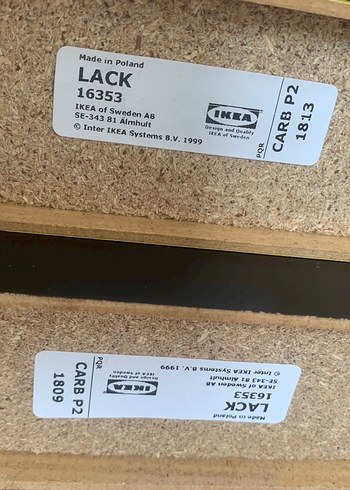 Made in Poland
LACK
16353
IKEA of Sweden AB
SE-343 81 Älmhult
© Inter IKEA Systems B.V. 1999
IKEA
Design and Quality
IKEA of Sweden
PQR
CARB P2
1813
Made in Poland
LACK
16353
IKEA of Sweden AB
SE-343 81 Älmhult
© Inter IKEA Systems B.V. 1999
IKEA
Design and Quality
IKEA of Sweden
PQR
CARB P2
1809